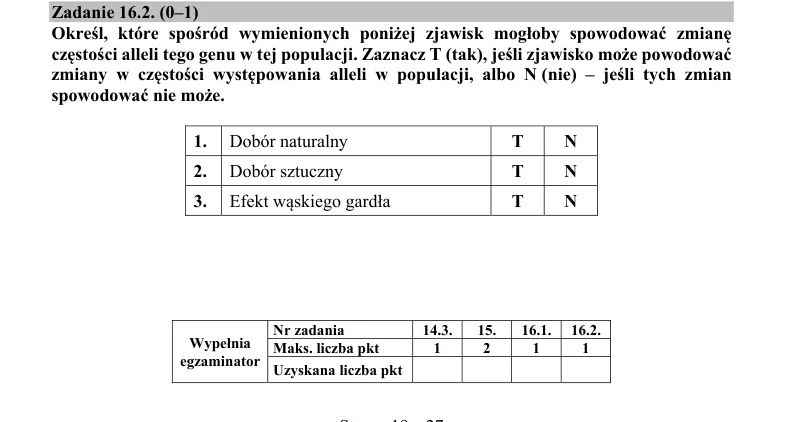 Zadanie 16.2. (0–1)
Określ, które spośród wymienionych poniżej zjawisk mogłoby spowodować zmianę
częstości alleli tego genu w tej populacji. Zaznacz T (tak), jeśli zjawisko może powodować
zmiany w częstości występowania alleli w populacji, albo N (nie) – jeśli tych zmian
spowodować nie może.
1. Dobór naturalny T N
2. Dobór sztuczny T N
3. Efekt wąskiego gardła T N
Wypełnia egzaminator
Nr zadania 14.3. 15. 16.1. 16.2.
Maks. liczba pkt 1 2 1 1
Uzyskana liczba pkt